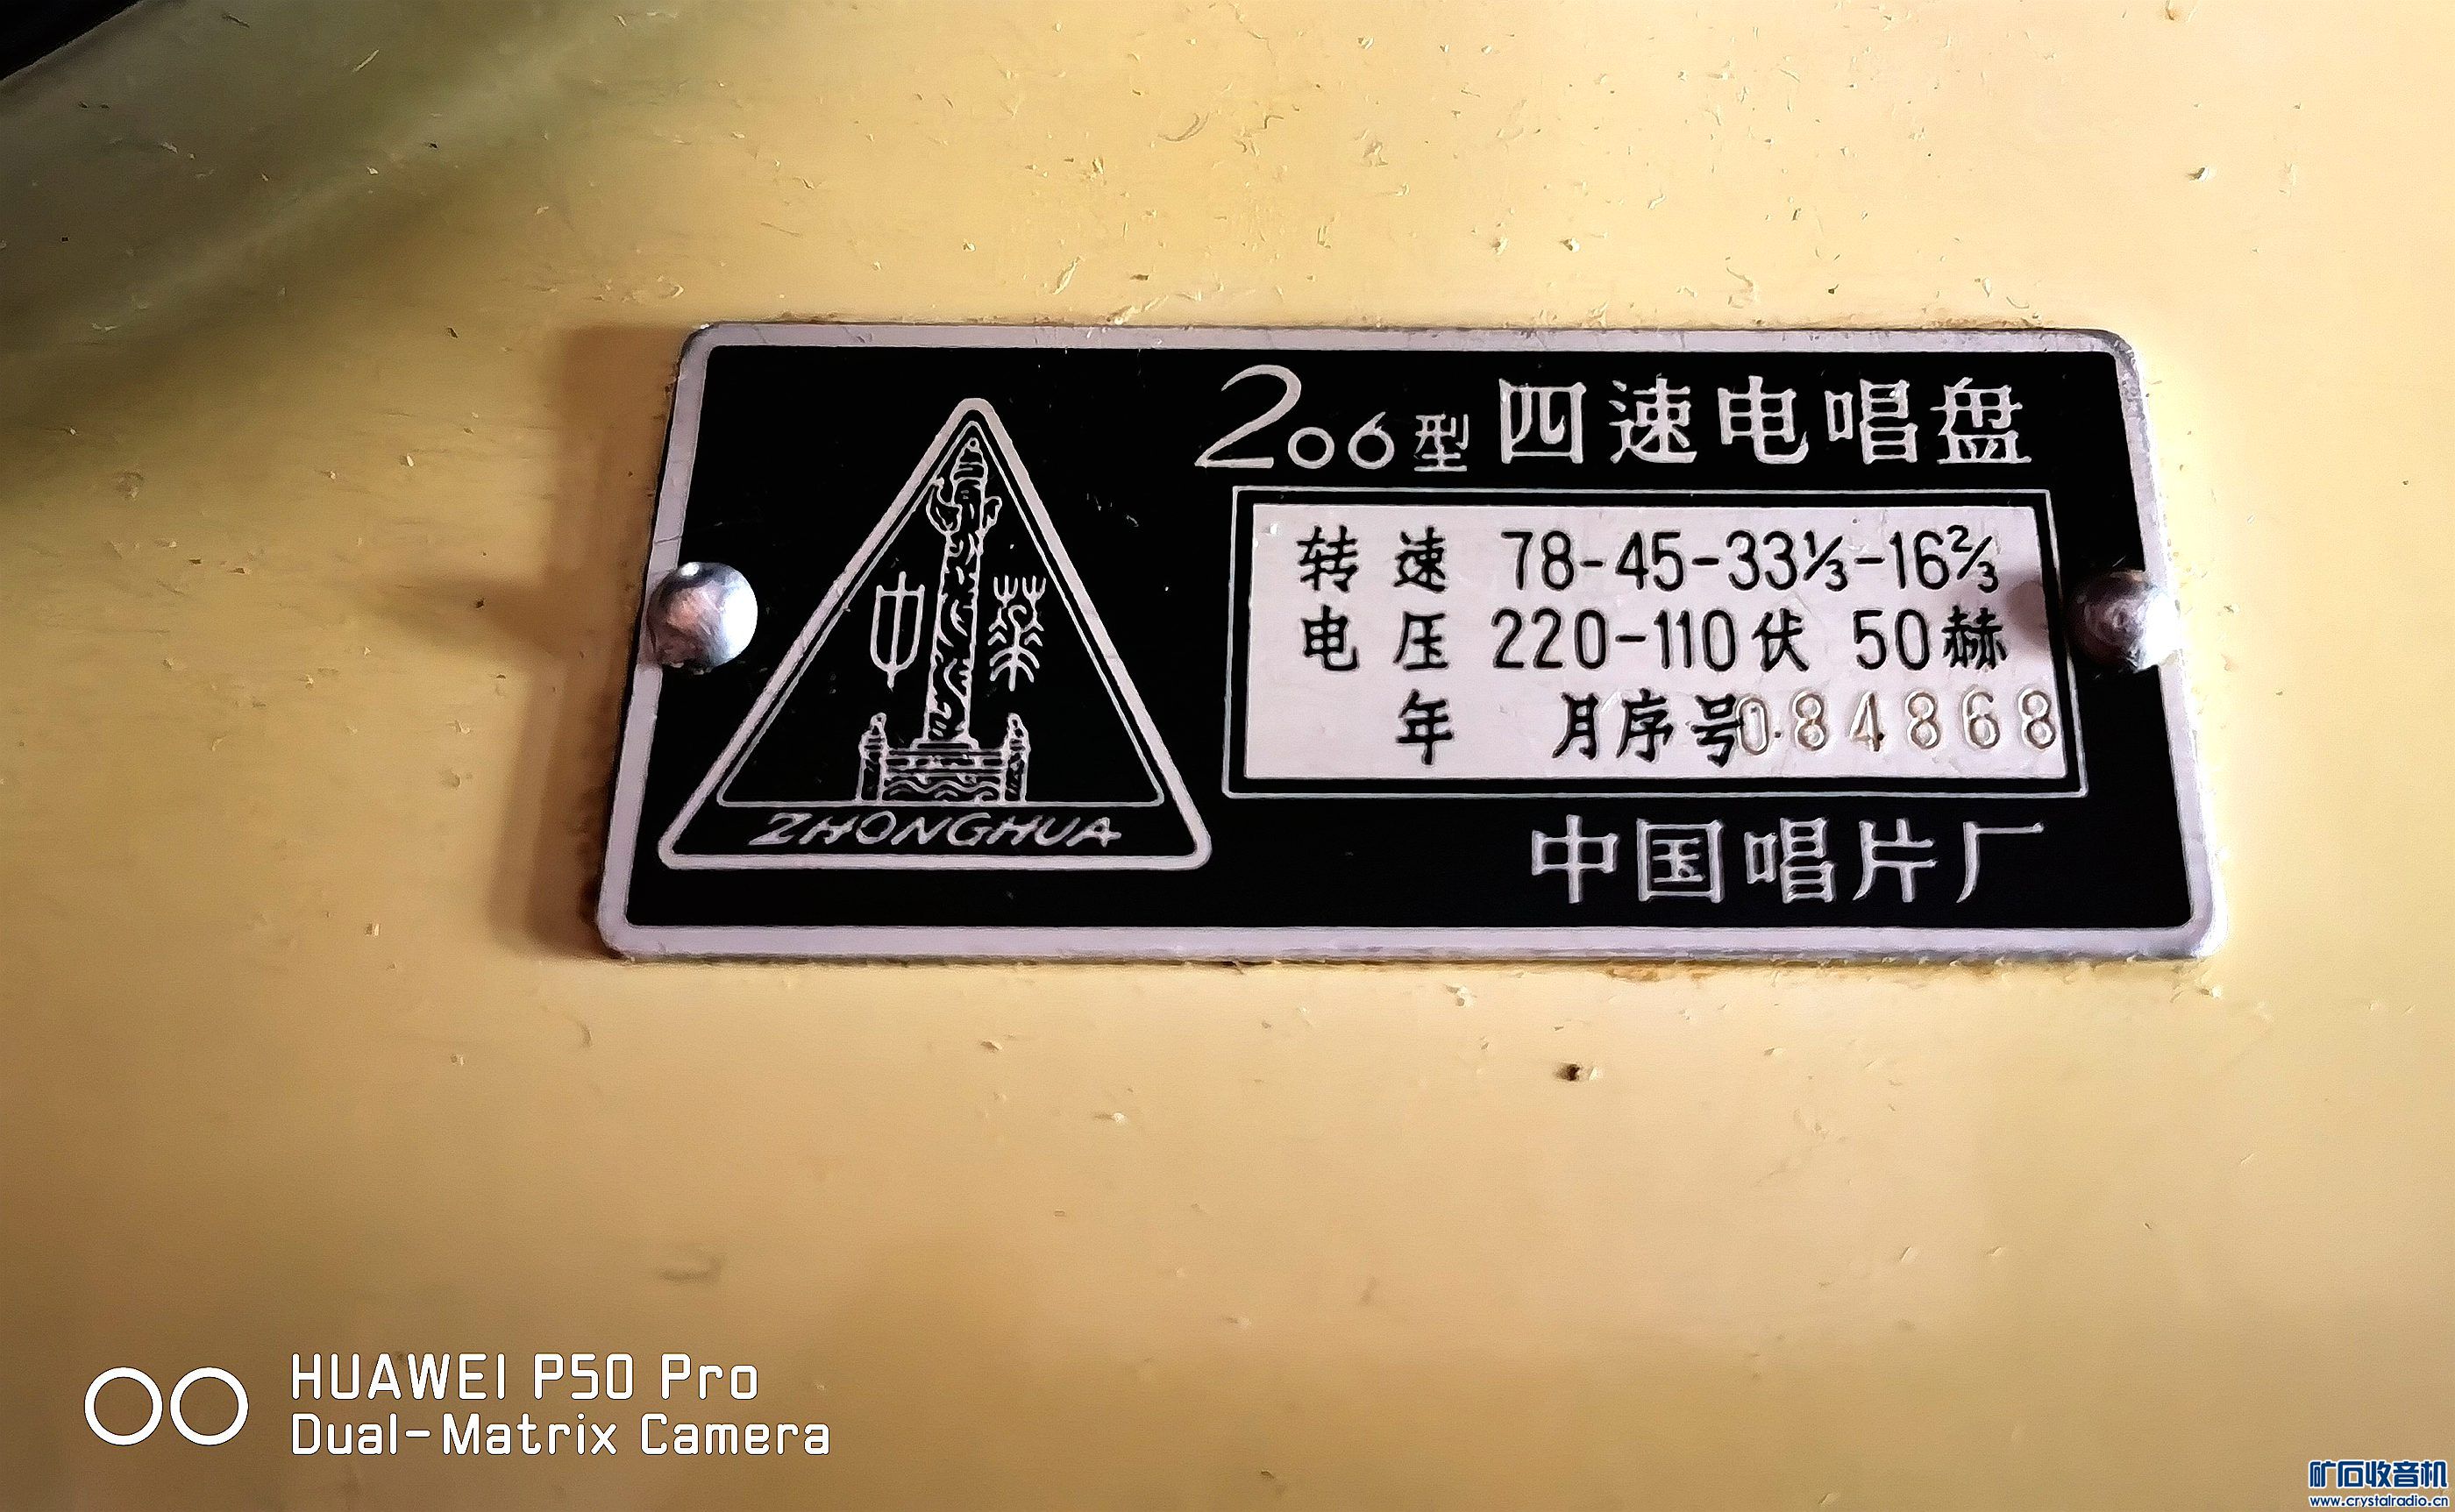 206型 四速电唱盘
中华
ZHONGHUA
转速 78-45-33⅓-16⅔
电压 220-110伏 50赫
年 月序号084868
中国唱片厂
HUAWEI P50 Pro
Dual-Matrix Camera
矿石收音机
www.crystalradio.cn